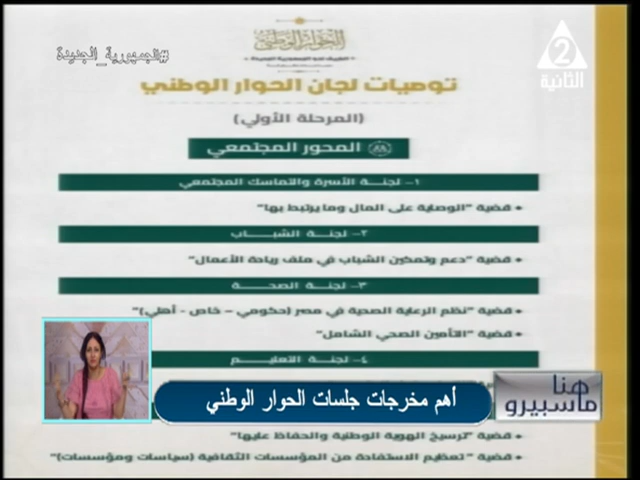 #الجمهورية_الجديدة
2
الثانية
الحوار الوطني
توصيات لجان الحوار الوطني
(المرحلة الأولي)
المحور المجتمعي
١- لجنة الأسرة والتماسك المجتمعي
• قضية "الوصاية على المال وما يرتبط بها"
٢- لجنة الشباب
• قضية "دعم وتمكين الشباب في ملف ريادة الأعمال"
٣- لجنة الصحة
• قضية "نظم الرعاية الصحية في مصر (حكومي – خاص - أهلي)"
• قضية "التأمين الصحي الشامل"
٤- لجنة التعليم
أهم مخرجات جلسات الحوار الوطني
هنا
ماسبيرو
• قضية "ترسيخ الهوية الوطنية والحفاظ عليها"
• قضية "تعظيم الاستفادة من المؤسسات الثقافية (سياسات ومؤسسات)"